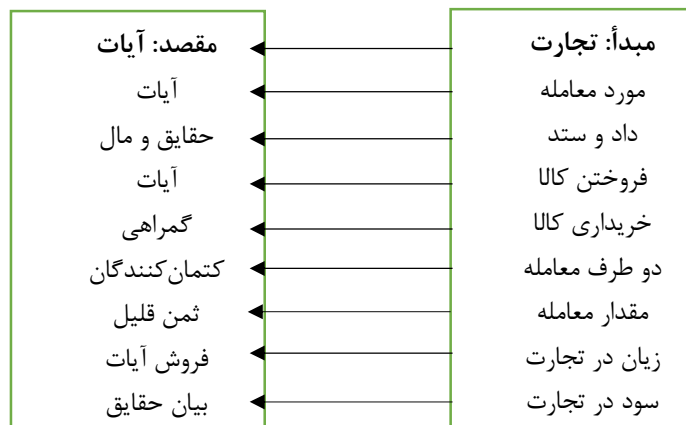 مبدأ: تجارت
مورد معامله
داد و ستد
فروختن کالا
خریداری کالا
دو طرف معامله
مقدار معامله
زیان در تجارت
سود در تجارت
مقصد: آیات
آیات
حقایق و مال
آیات
گمراهی
کتمان‌کنندگان
ثمن قلیل
فروش آیات
بیان حقایق